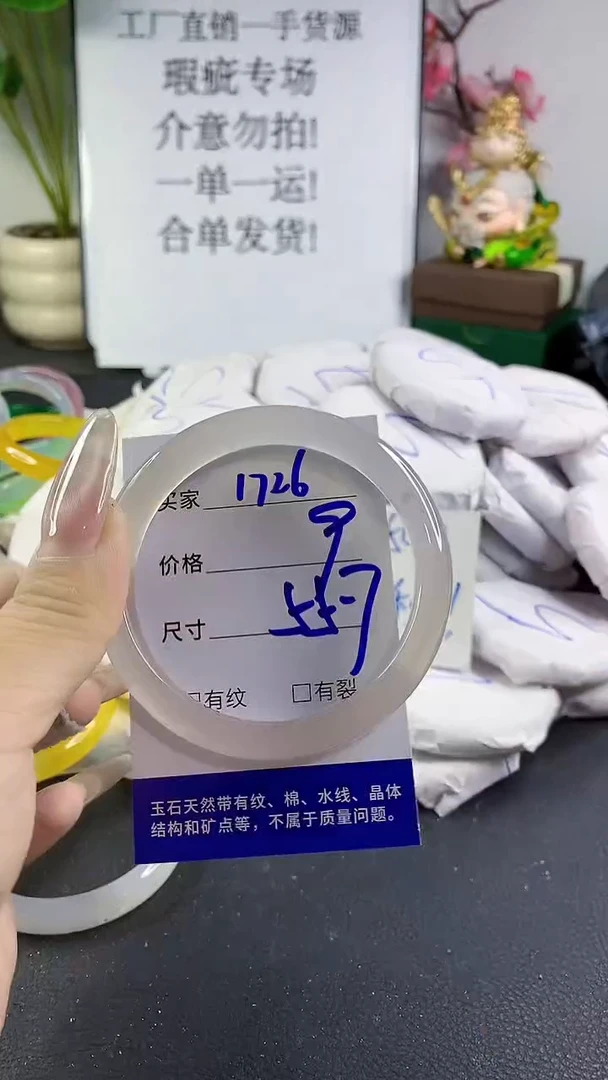 工厂直销一手货源
瑕疵专场
介意勿拍!
一单一运!
合单发货!
买家 1726
价格
尺寸
□有纹 □有裂
玉石天然带有纹、棉、水线、晶体
结构和矿点等，不属于质量问题。